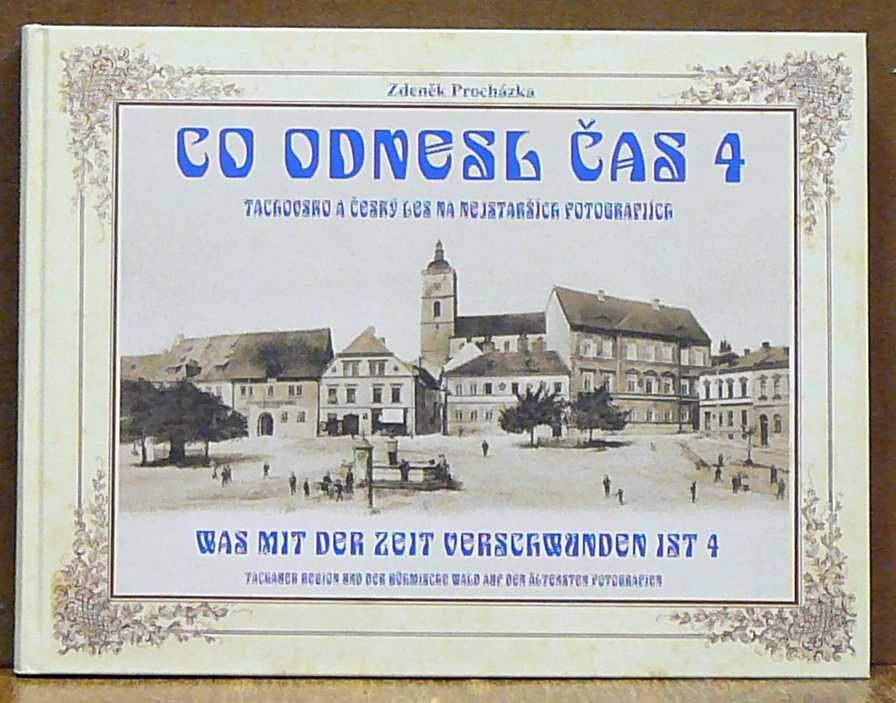 Zdeněk Procházka
CO ODNESL ČAS 4
TACHOVSKO A ČESKÝ LES NA NEJSTARŠÍCH FOTOGRAFIÍCH
WAS MIT DER ZEIT VERSCHWUNDEN IST 4
TACHAUER REGION UND DER BÖHMISCHE WALD AUF DEN ÄLTESTEN FOTOGRAFIEN